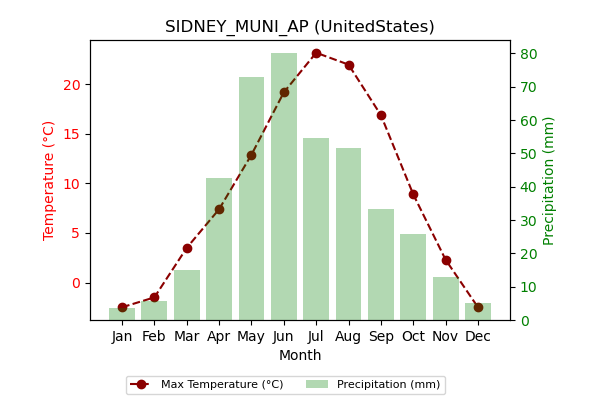 SIDNEY_MUNI_AP (UnitedStates)
Temperature (°C)
20
15
10
5
0
80
70
60
50
40
30
20
10
0
Precipitation (mm)
Jan Feb Mar Apr May Jun Jul Aug Sep Oct Nov Dec
Month
Max Temperature (°C) Precipitation (mm)